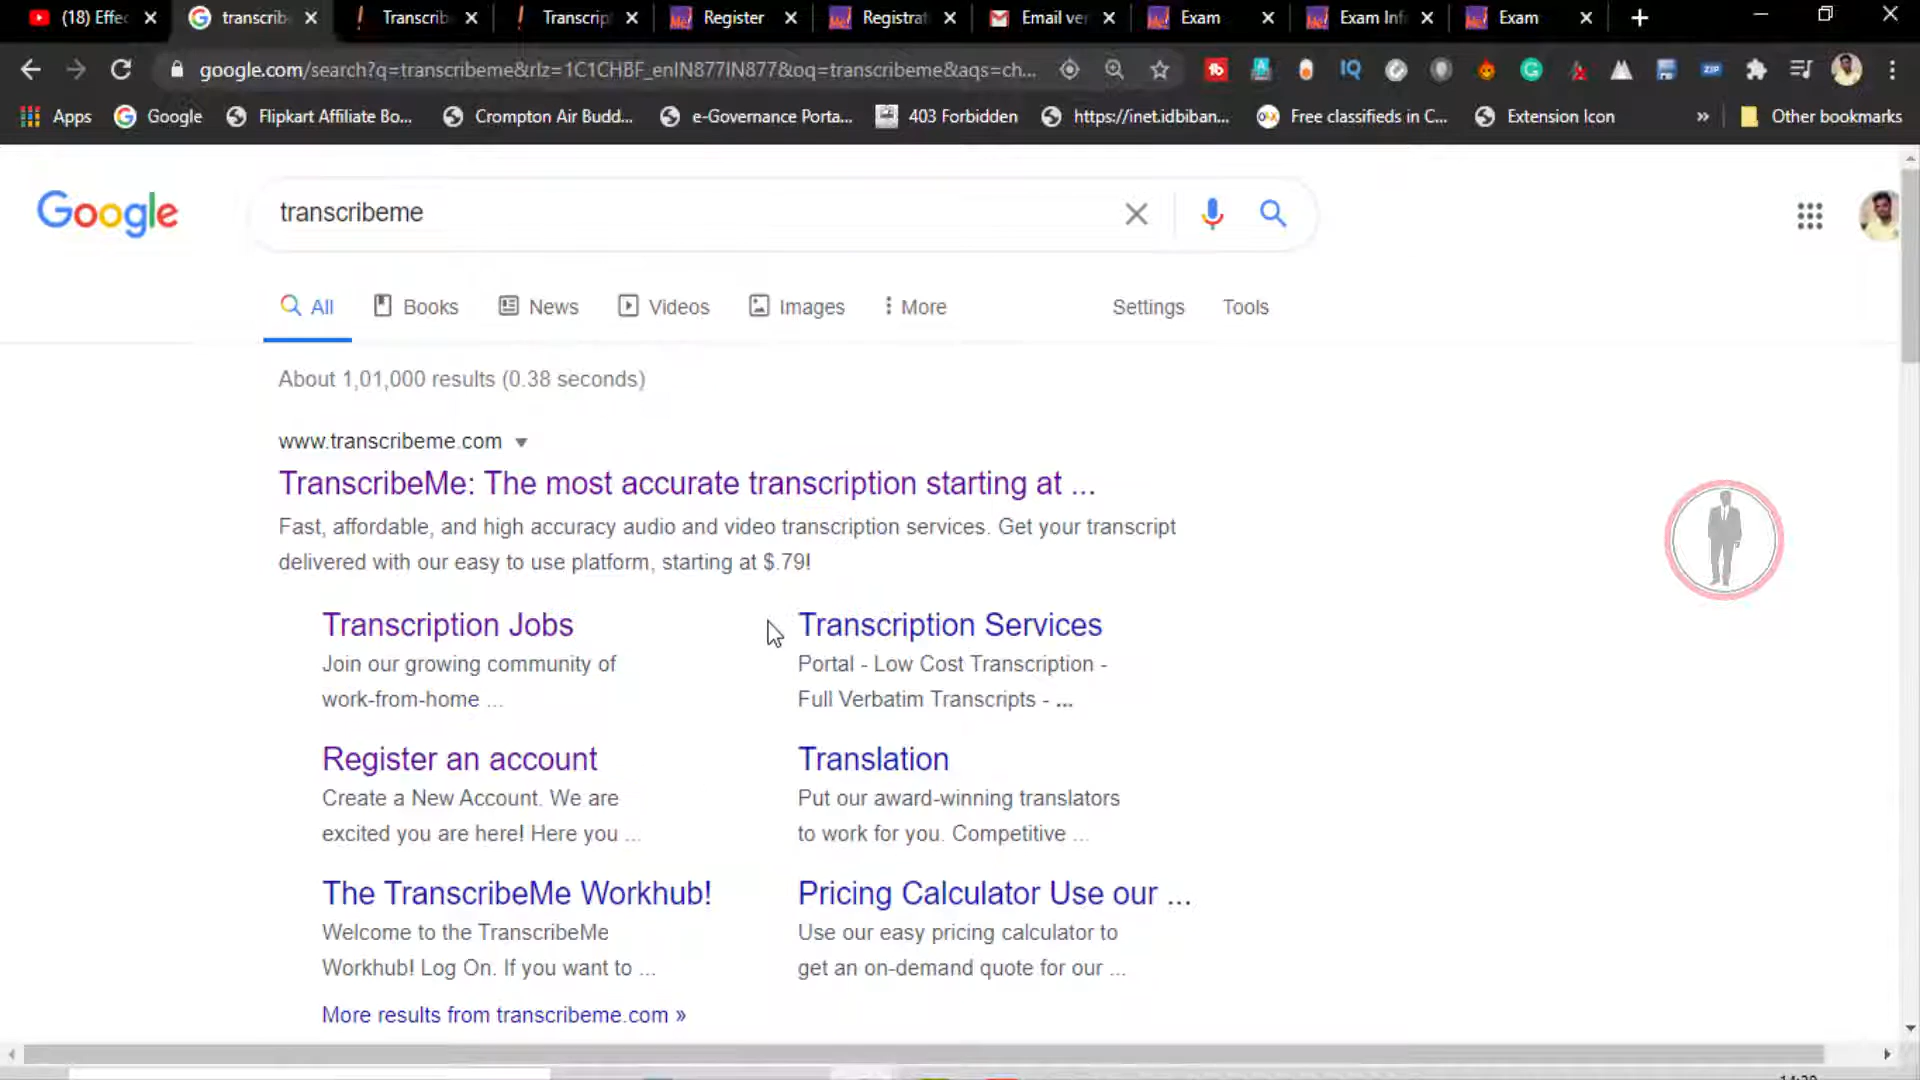 (18) Effec
transcrib
Transcrib
Transcrip
Register
Registrat
Email ver
Exam
Exam Inf
Exam
google.com/search?q=transcribeme&rlz=1C1CHBF_enIN877IN877&oq=transcribeme&aqs=ch...
Apps
Google
Flipkart Affiliate Bo...
Crompton Air Budd...
e-Governance Porta...
403 Forbidden
https://inet.idbiban...
Free classifieds in C...
Extension Icon
»
Other bookmarks
Google
transcribeme
All
Books
News
Videos
Images
More
Settings
Tools
About 1,01,000 results (0.38 seconds)
www.transcribeme.com
TranscribeMe: The most accurate transcription starting at ...
Fast, affordable, and high accuracy audio and video transcription services. Get your transcript
delivered with our easy to use platform, starting at $.79!
Transcription Jobs
Join our growing community of
work-from-home ...
Transcription Services
Portal - Low Cost Transcription -
Full Verbatim Transcripts - ...
Register an account
Create a New Account. We are
excited you are here! Here you ...
Translation
Put our award-winning translators
to work for you. Competitive ...
The TranscribeMe Workhub!
Welcome to the TranscribeMe
Workhub! Log On. If you want to ...
Pricing Calculator Use our ...
Use our easy pricing calculator to
get an on-demand quote for our ...
More results from transcribeme.com »